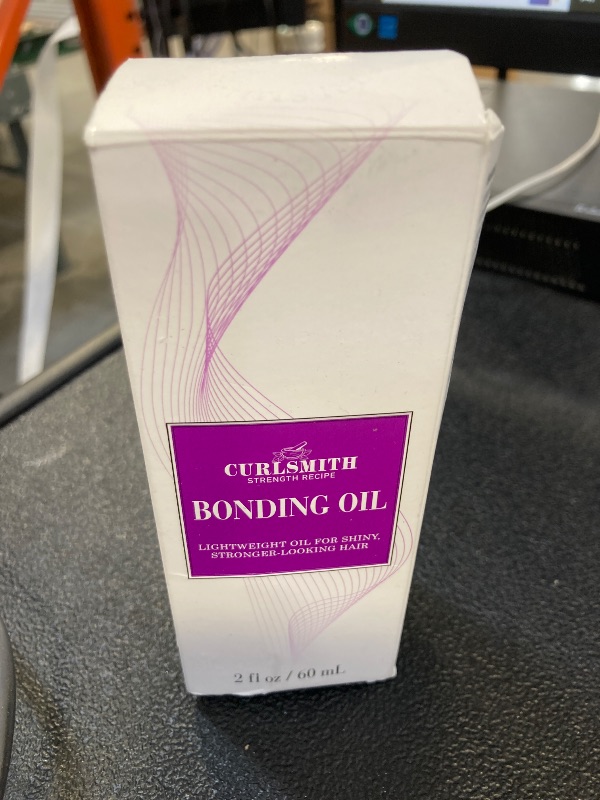 CURLSMITH
STRENGTH RECIPE
BONDING OIL
LIGHTWEIGHT OIL FOR SHINY,
STRONGER-LOOKING HAIR
2 fl oz / 60 mL